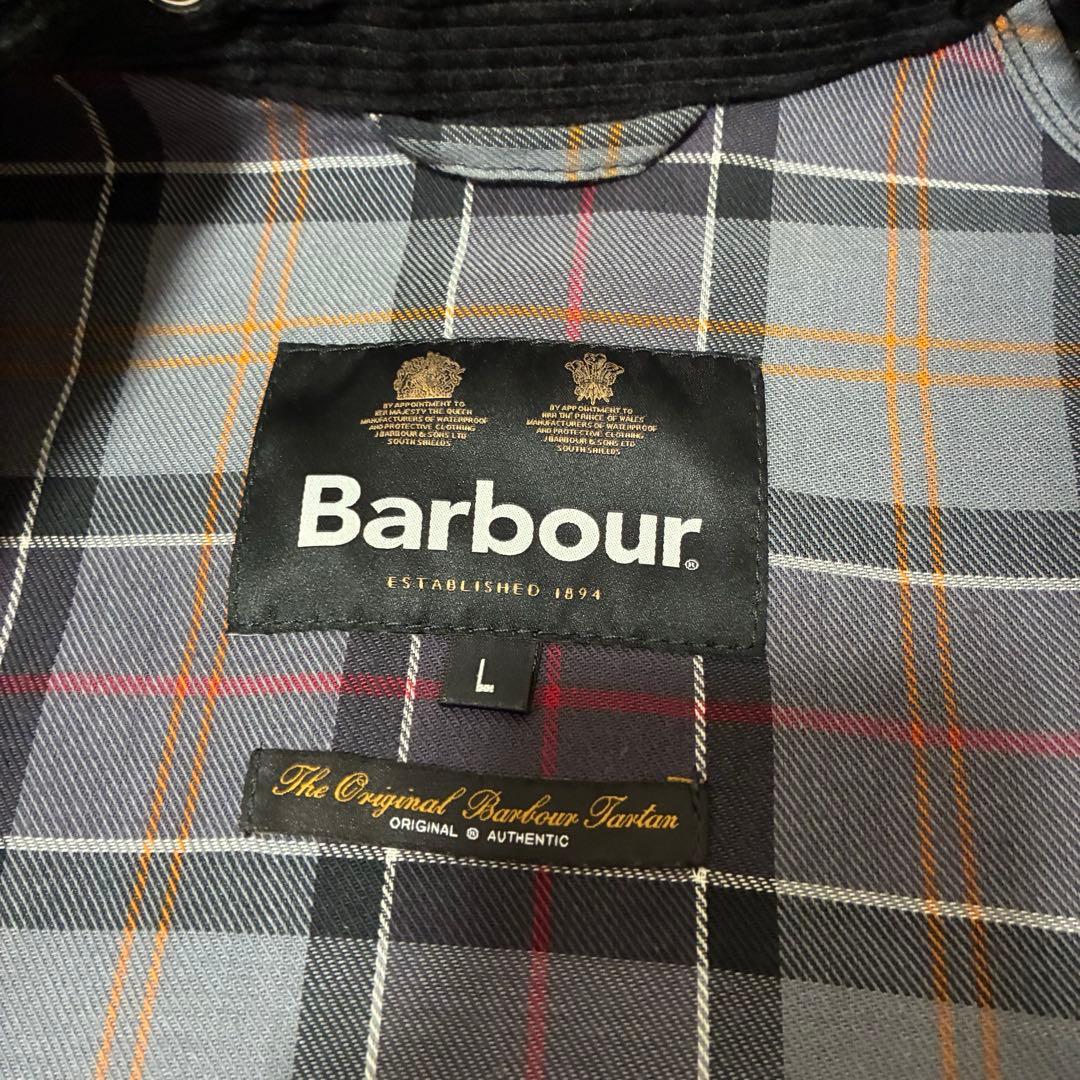 BY APPOINTMENT TO
HER MAJESTY THE QUEEN
MANUFACTURERS OF WATERPROOF
AND PROTECTIVE CLOTHING
J BARBOUR & SONS LTD
SOUTH SHIELDS
BY APPOINTMENT TO
HRH THE PRINCE OF WALES
MANUFACTURERS OF WATERPROOF
AND PROTECTIVE CLOTHING
J BARBOUR & SONS LTD
SOUTH SHIELDS
Barbour®
ESTABLISHED 1894
L
The Original Barbour Tartan
ORIGINAL ® AUTHENTIC